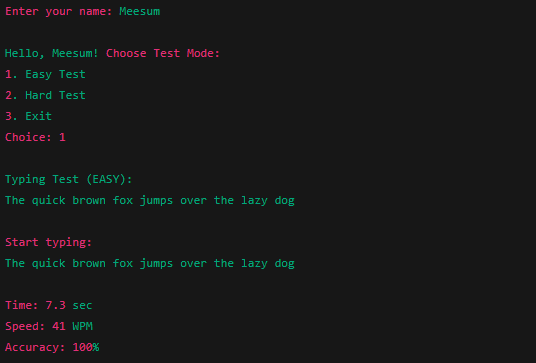 Enter your name: Meesum
Hello, Meesum! Choose Test Mode:
1. Easy Test
2. Hard Test
3. Exit
Choice: 1
Typing Test (EASY):
The quick brown fox jumps over the lazy dog
Start typing:
The quick brown fox jumps over the lazy dog
Time: 7.3 sec
Speed: 41 WPM
Accuracy: 100%